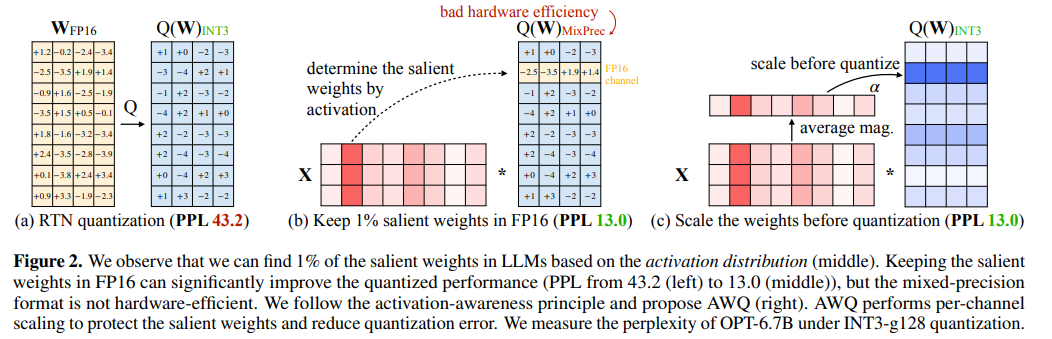 bad hardware efficiency
W_FP16
Q(W)_INT3
Q(W)_MixPrec
Q(W)_INT3
+1.2 −0.2 −2.4 −3.4
−2.5 −3.5 +1.9 +1.4
−0.9 +1.6 −2.5 −1.9
−3.5 +1.5 +0.5 −0.1
+1.8 −1.6 −3.2 −3.4
+2.4 −3.5 −2.8 −3.9
+0.1 −3.8 +2.4 +3.4
+0.9 +3.3 −1.9 −2.3
Q
+1 +0 −2 −3
−3 −4 +2 +1
−1 +2 −3 −2
−4 +2 +1 +0
+2 −2 −3 −3
+2 −4 −3 −4
+0 −4 +2 +3
+1 +3 −2 −2
determine the salient
weights by
activation
X
*
+1 +0 −2 −3
−2.5 −3.5 +1.9 +1.4
−1 +2 −3 −2
−4 +2 +1 +0
+2 −2 −3 −3
+2 −4 −3 −4
+0 −4 +2 +3
+1 +3 −2 −2
FP16
channel
scale before quantize
α
average mag.
X
*
(a) RTN quantization (PPL 43.2)
(b) Keep 1% salient weights in FP16 (PPL 13.0)
(c) Scale the weights before quantization (PPL 13.0)
Figure 2. We observe that we can find 1% of the salient weights in LLMs based on the activation distribution (middle). Keeping the salient
weights in FP16 can significantly improve the quantized performance (PPL from 43.2 (left) to 13.0 (middle)), but the mixed-precision
format is not hardware-efficient. We follow the activation-awareness principle and propose AWQ (right). AWQ performs per-channel
scaling to protect the salient weights and reduce quantization error. We measure the perplexity of OPT-6.7B under INT3-g128 quantization.